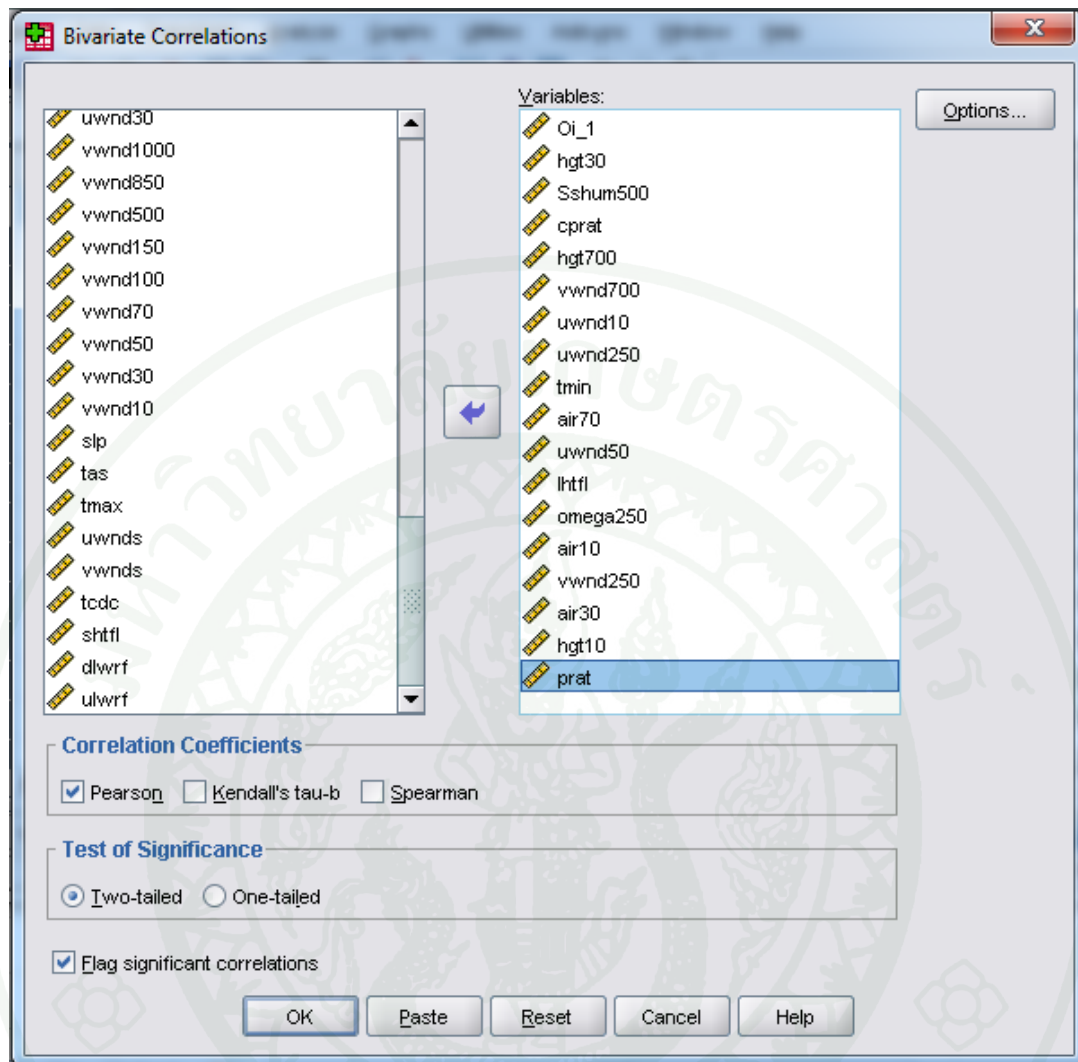 Bivariate Correlations
uwnd30
vwnd1000
vwnd850
vwnd500
vwnd150
vwnd100
vwnd70
vwnd50
vwnd30
vwnd10
slp
tas
tmax
uwnds
vwnds
tcdc
shtfl
dlwrf
ulwrf
Variables:
Oi_1
hgt30
Sshum500
cprat
hgt700
vwnd700
uwnd10
uwnd250
tmin
air70
uwnd50
lhtfl
omega250
air10
vwnd250
air30
hgt10
prat
Options...
Correlation Coefficients
Pearson Kendall's tau-b Spearman
Test of Significance
Two-tailed One-tailed
Flag significant correlations
OK Paste Reset Cancel Help